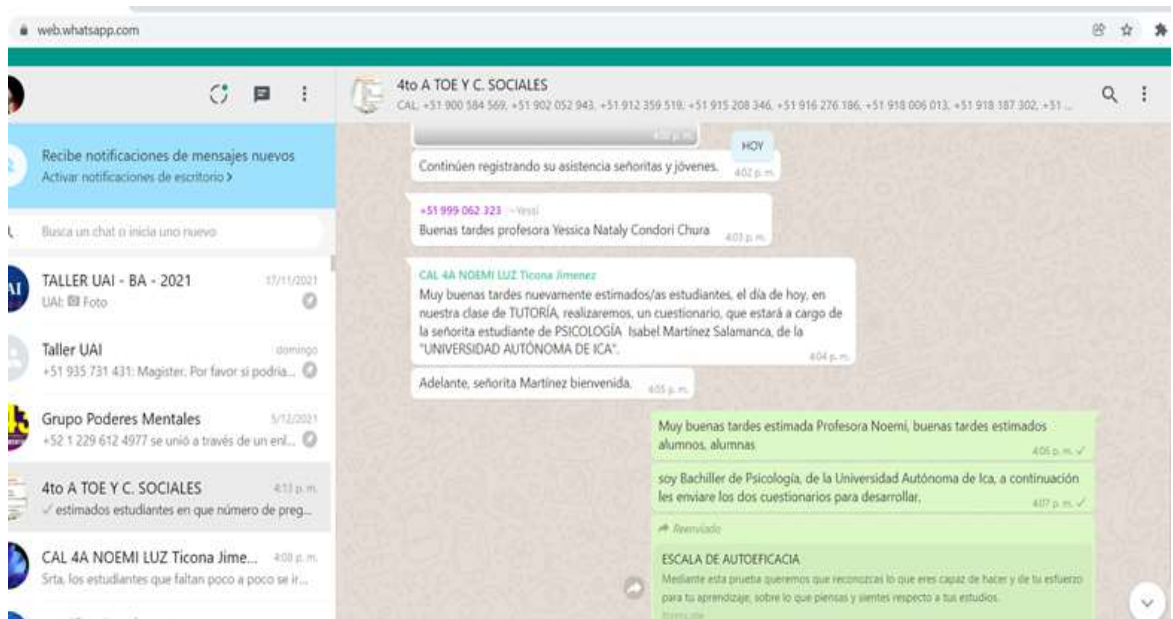 web.whatsapp.com
4to A TOE Y C. SOCIALES
CAL, +51 900 584 569, +51 902 052 943, +51 912 359 519, +51 915 208 346, +51 916 276 186, +51 918 006 013, +51 918 187 302, +51 ...
Recibe notificaciones de mensajes nuevos
Activar notificaciones de escritorio >
Busca un chat o inicia uno nuevo
TALLER UAI - BA - 2021 17/11/2021
UAI: Foto
Taller UAI domingo
+51 935 731 431: Magister. Por favor si podria...
Grupo Poderes Mentales 5/12/2021
+52 1 229 612 4977 se unió a través de un enl...
4to A TOE Y C. SOCIALES 4:13 p. m.
estimados estudiantes en que número de preg...
CAL 4A NOEMI LUZ Ticona Jime... 4:08 p. m.
Srta, los estudiantes que faltan poco a poco se ir...
4:02 p. m.
HOY
Continúen registrando su asistencia señoritas y jóvenes. 4:02 p. m.
+51 999 062 323 ~Yessi
Buenas tardes profesora Yessica Nataly Condori Chura 4:03 p. m.
CAL 4A NOEMI LUZ Ticona Jimenez
Muy buenas tardes nuevamente estimados/as estudiantes, el día de hoy, en
nuestra clase de TUTORÍA, realizaremos, un cuestionario, que estará a cargo de
la señorita estudiante de PSICOLOGÍA Isabel Martínez Salamanca, de la
"UNIVERSIDAD AUTÓNOMA DE ICA".
4:04 p. m.
Adelante, señorita Martínez bienvenida. 4:05 p. m.
Muy buenas tardes estimada Profesora Noemi, buenas tardes estimados
alumnos, alumnas 4:06 p. m.
soy Bachiller de Psicología, de la Universidad Autónoma de Ica, a continuación
les enviare los dos cuestionarios para desarrollar, 4:07 p. m.
Reenviado
ESCALA DE AUTOEFICACIA
Mediante esta prueba queremos que reconozcas lo que eres capaz de hacer y de tu esfuerzo
para tu aprendizaje, sobre lo que piensas y sientes respecto a tus estudios.